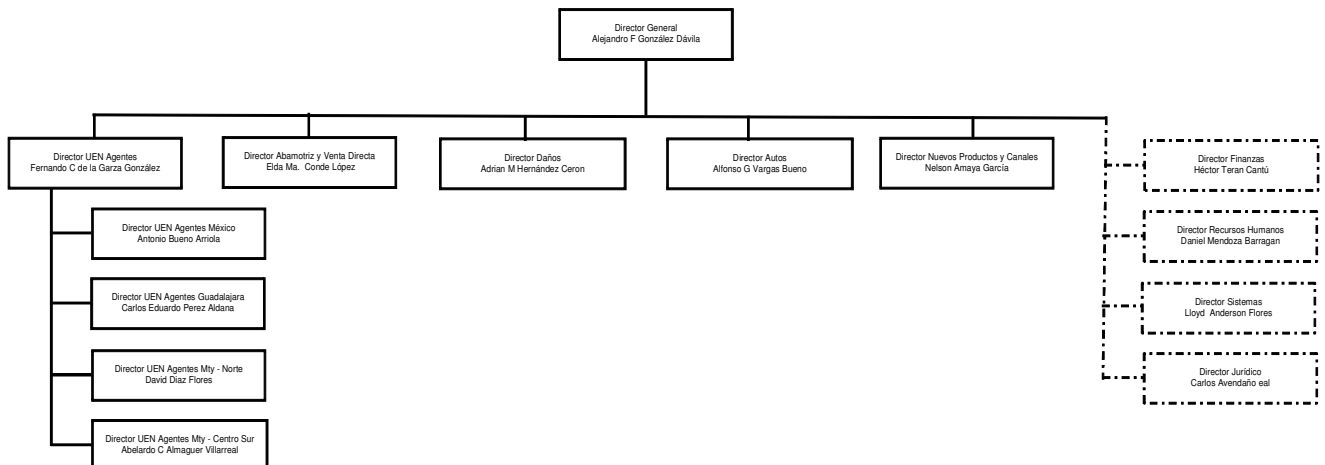 Director General
Alejandro F González Dávila
Director UEN Agentes
Fernando C de la Garza González
Director Abamotriz y Venta Directa
Elda Ma. Conde López
Director Daños
Adrian M Hernández Ceron
Director Autos
Alfonso G Vargas Bueno
Director Nuevos Productos y Canales
Nelson Amaya García
Director Finanzas
Héctor Teran Cantú
Director UEN Agentes México
Antonio Bueno Arriola
Director Recursos Humanos
Daniel Mendoza Barragan
Director UEN Agentes Guadalajara
Carlos Eduardo Perez Aldana
Director Sistemas
Lloyd Anderson Flores
Director UEN Agentes Mty - Norte
David Diaz Flores
Director Jurídico
Carlos Avendaño eal
Director UEN Agentes Mty - Centro Sur
Abelardo C Almaguer Villarreal